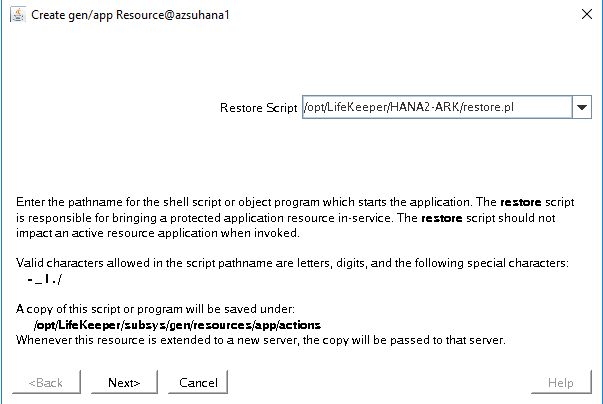 Create gen/app Resource@azsuhana1
Restore Script /opt/LifeKeeper/HANA2-ARK/restore.pl
Enter the pathname for the shell script or object program which starts the application. The restore script
is responsible for bringing a protected application resource in-service. The restore script should not
impact an active resource application when invoked.
Valid characters allowed in the script pathname are letters, digits, and the following special characters:
- _ ! . /
A copy of this script or program will be saved under:
/opt/LifeKeeper/subsys/gen/resources/app/actions
Whenever this resource is extended to a new server, the copy will be passed to that server.
<Back Next> Cancel Help